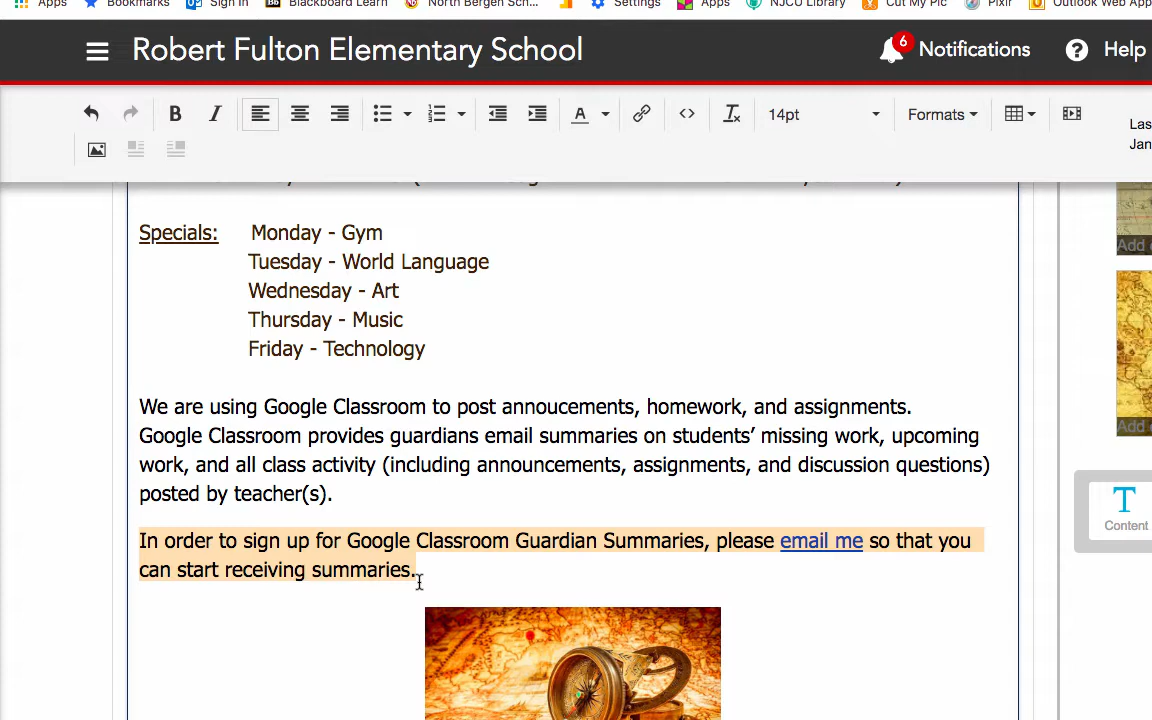 Apps Bookmarks Sign In Blackboard Learn North Bergen Sch... Settings Apps NJCU Library Cut My Pic Pixlr Outlook Web App
Robert Fulton Elementary School
6 Notifications
? Help
B I A 14pt Formats
Las
Jan
Specials: Monday - Gym
Tuesday - World Language
Wednesday - Art
Thursday - Music
Friday - Technology
We are using Google Classroom to post annoucements, homework, and assignments.
Google Classroom provides guardians email summaries on students’ missing work, upcoming
work, and all class activity (including announcements, assignments, and discussion questions)
posted by teacher(s).
In order to sign up for Google Classroom Guardian Summaries, please email me so that you
can start receiving summaries.
Add
Add
T
Content